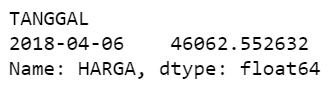 TANGGAL
2018-04-06    46062.552632
Name: HARGA, dtype: float64